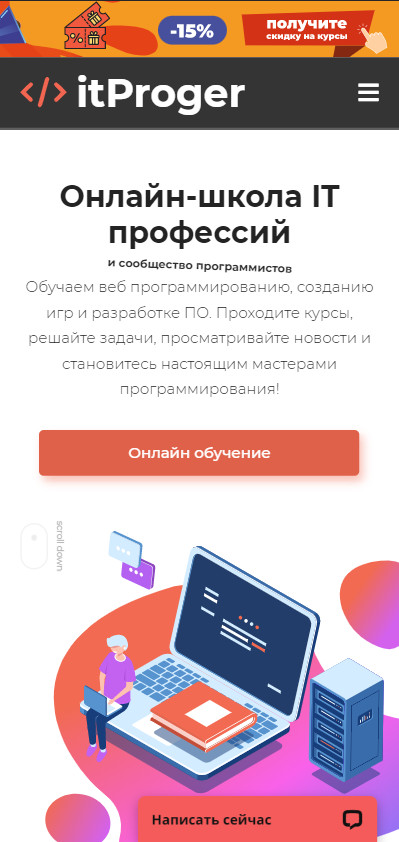 -15%
получите
скидку на курсы
</> itProger
Онлайн-школа IT
профессий
и сообщество программистов
Обучаем веб программированию, созданию
игр и разработке ПО. Проходите курсы,
решайте задачи, просматривайте новости и
становитесь настоящим мастерами
программирования!
Онлайн обучение
scroll down
Написать сейчас